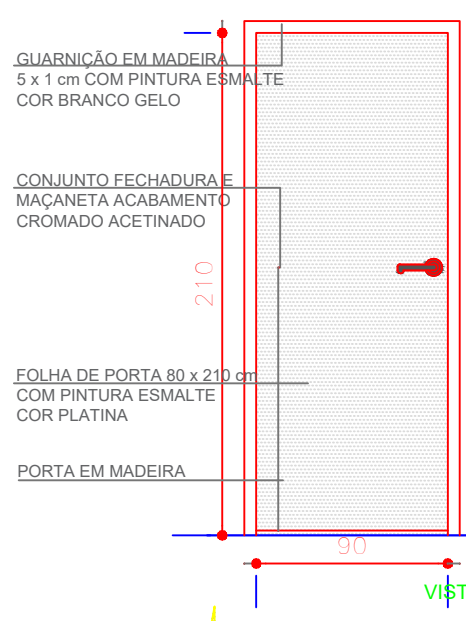 GUARNIÇÃO EM MADEIRA
5 x 1 cm COM PINTURA ESMALTE
COR BRANCO GELO
CONJUNTO FECHADURA E
MAÇANETA ACABAMENTO
CROMADO ACETINADO
210
FOLHA DE PORTA 80 x 210 cm
COM PINTURA ESMALTE
COR PLATINA
PORTA EM MADEIRA
90
VIST